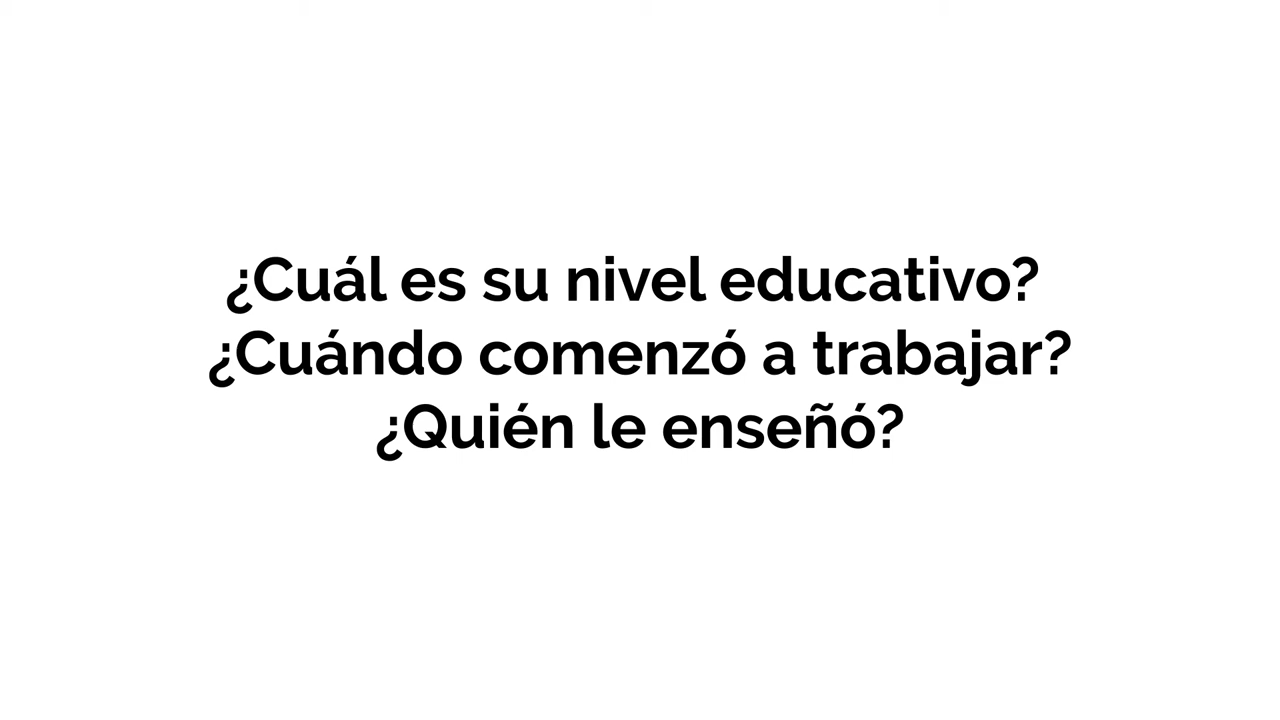 ¿Cuál es su nivel educativo?
¿Cuándo comenzó a trabajar?
¿Quién le enseñó?